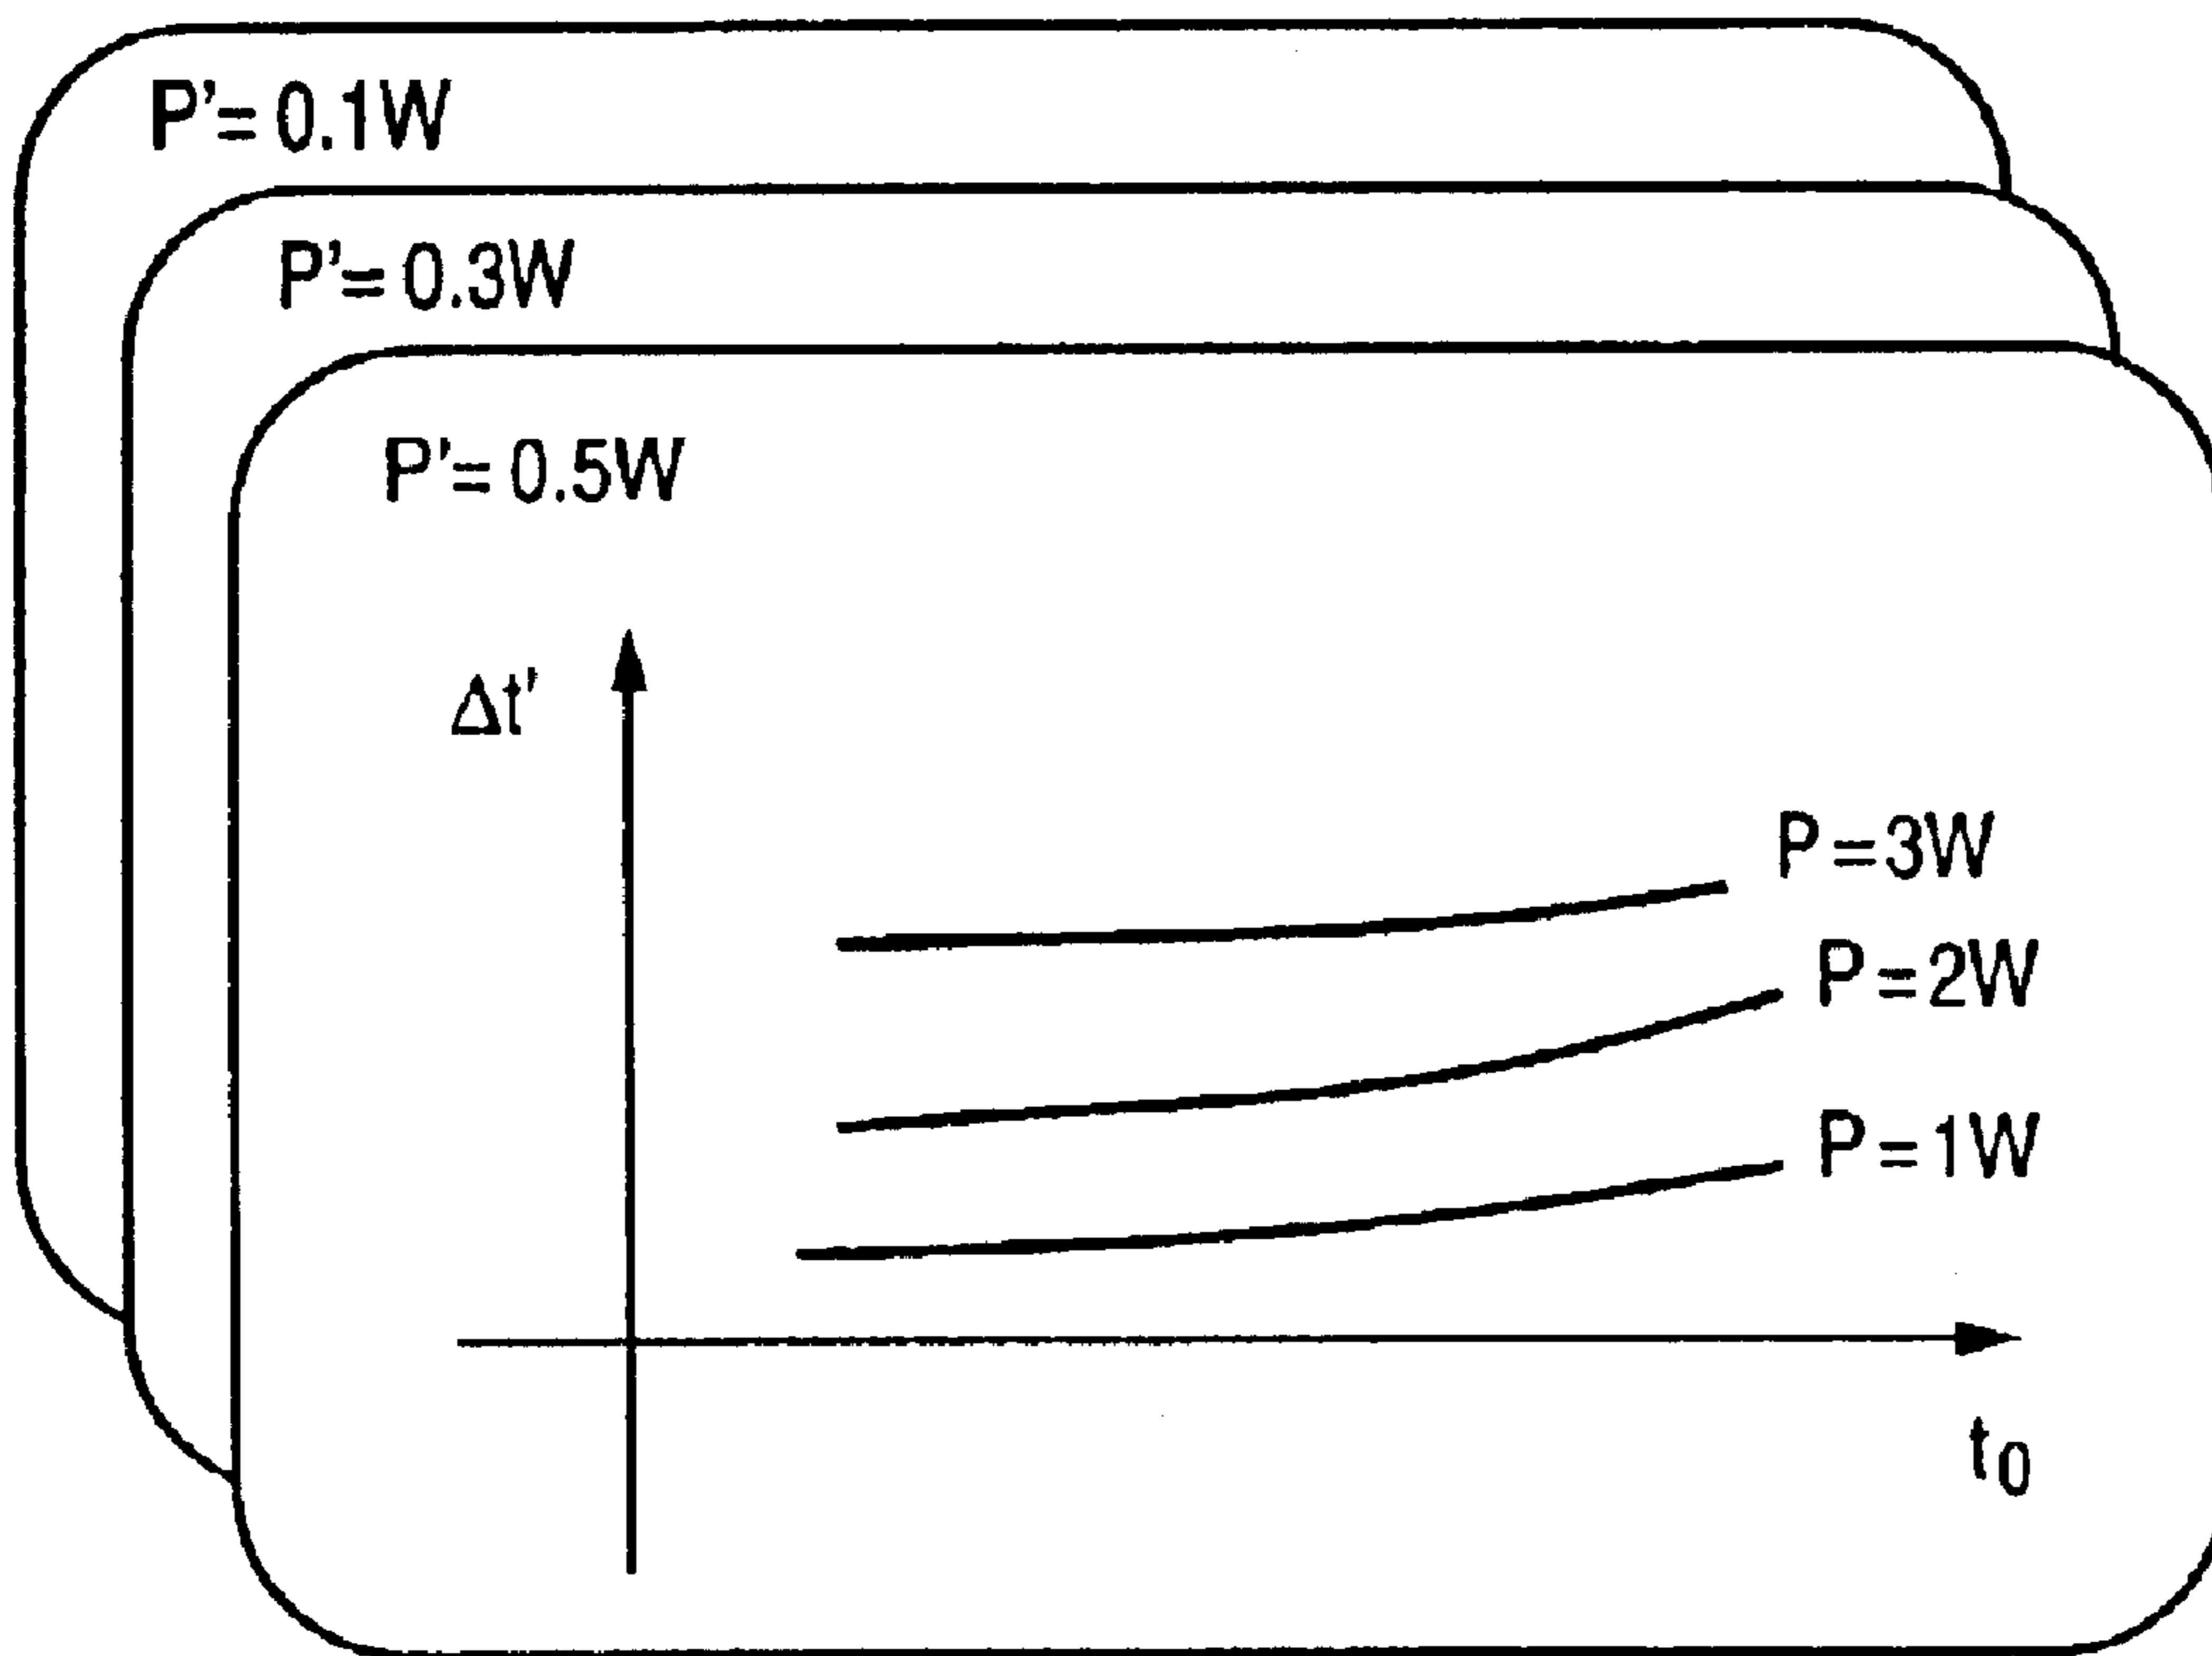 P'= 0.1W
P'= 0.3W
P'= 0.5W
Δt'
P=3W
P=2W
P=1W
t₀